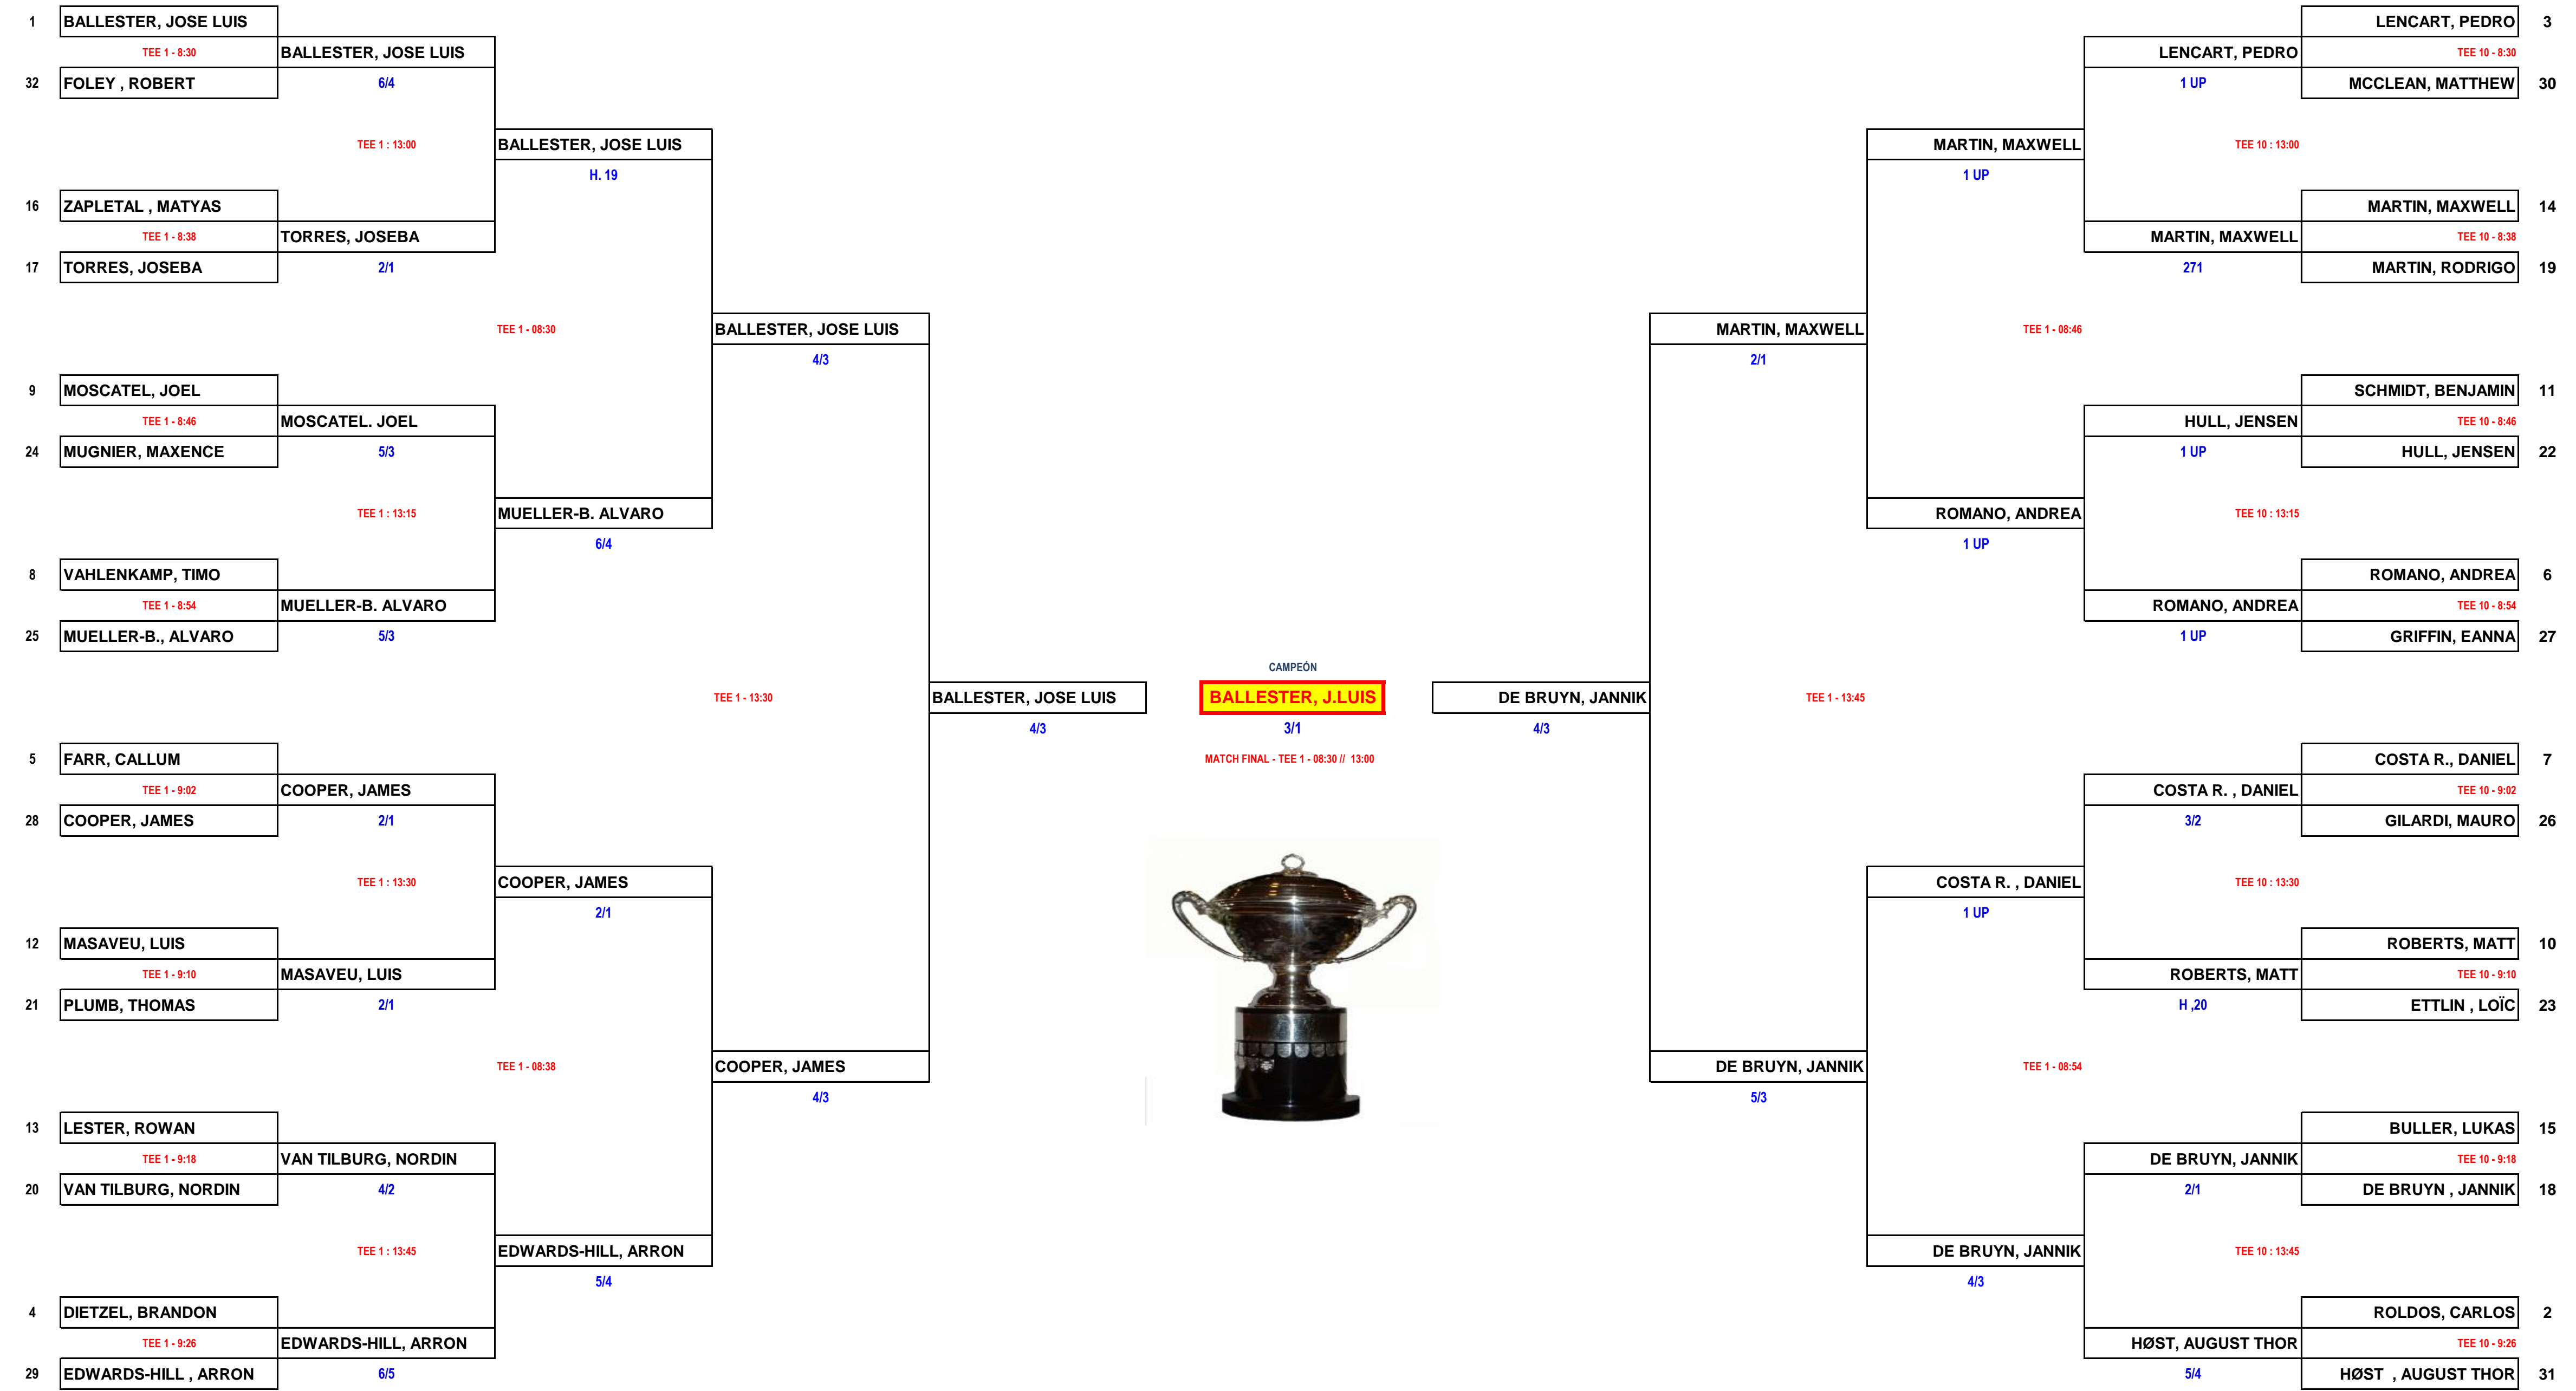 1 BALLESTER, JOSE LUIS
TEE 1 - 8:30
BALLESTER, JOSE LUIS
32 FOLEY , ROBERT
6/4
TEE 1 : 13:00
BALLESTER, JOSE LUIS
H. 19
16 ZAPLETAL , MATYAS
TEE 1 - 8:38
TORRES, JOSEBA
17 TORRES, JOSEBA
2/1
TEE 1 - 08:30
BALLESTER, JOSE LUIS
4/3
9 MOSCATEL, JOEL
TEE 1 - 8:46
MOSCATEL. JOEL
24 MUGNIER, MAXENCE
5/3
TEE 1 : 13:15
MUELLER-B. ALVARO
6/4
8 VAHLENKAMP, TIMO
TEE 1 - 8:54
MUELLER-B. ALVARO
25 MUELLER-B., ALVARO
5/3
TEE 1 - 13:30
BALLESTER, JOSE LUIS
4/3
5 FARR, CALLUM
TEE 1 - 9:02
COOPER, JAMES
28 COOPER, JAMES
2/1
TEE 1 : 13:30
COOPER, JAMES
2/1
12 MASAVEU, LUIS
TEE 1 - 9:10
MASAVEU, LUIS
21 PLUMB, THOMAS
2/1
TEE 1 - 08:38
COOPER, JAMES
4/3
13 LESTER, ROWAN
TEE 1 - 9:18
VAN TILBURG, NORDIN
20 VAN TILBURG, NORDIN
4/2
TEE 1 : 13:45
EDWARDS-HILL, ARRON
5/4
4 DIETZEL, BRANDON
TEE 1 - 9:26
EDWARDS-HILL, ARRON
29 EDWARDS-HILL , ARRON
6/5
CAMPEÓN
BALLESTER, J.LUIS
3/1
MATCH FINAL - TEE 1 - 08:30 // 13:00
LENCART, PEDRO 3
LENCART, PEDRO
TEE 10 - 8:30
1 UP
MCCLEAN, MATTHEW 30
MARTIN, MAXWELL
TEE 10 : 13:00
1 UP
MARTIN, MAXWELL 14
MARTIN, MAXWELL
TEE 10 - 8:38
271
MARTIN, RODRIGO 19
MARTIN, MAXWELL
TEE 1 - 08:46
2/1
SCHMIDT, BENJAMIN 11
HULL, JENSEN
TEE 10 - 8:46
1 UP
HULL, JENSEN 22
ROMANO, ANDREA
TEE 10 : 13:15
1 UP
ROMANO, ANDREA 6
ROMANO, ANDREA
TEE 10 - 8:54
1 UP
GRIFFIN, EANNA 27
DE BRUYN, JANNIK
TEE 1 - 13:45
4/3
COSTA R., DANIEL 7
COSTA R. , DANIEL
TEE 10 - 9:02
3/2
GILARDI, MAURO 26
COSTA R. , DANIEL
TEE 10 : 13:30
1 UP
ROBERTS, MATT 10
ROBERTS, MATT
TEE 10 - 9:10
H ,20
ETTLIN , LOÏC 23
DE BRUYN, JANNIK
TEE 1 - 08:54
5/3
BULLER, LUKAS 15
DE BRUYN, JANNIK
TEE 10 - 9:18
2/1
DE BRUYN , JANNIK 18
DE BRUYN, JANNIK
TEE 10 : 13:45
4/3
ROLDOS, CARLOS 2
HØST, AUGUST THOR
TEE 10 - 9:26
5/4
HØST , AUGUST THOR 31